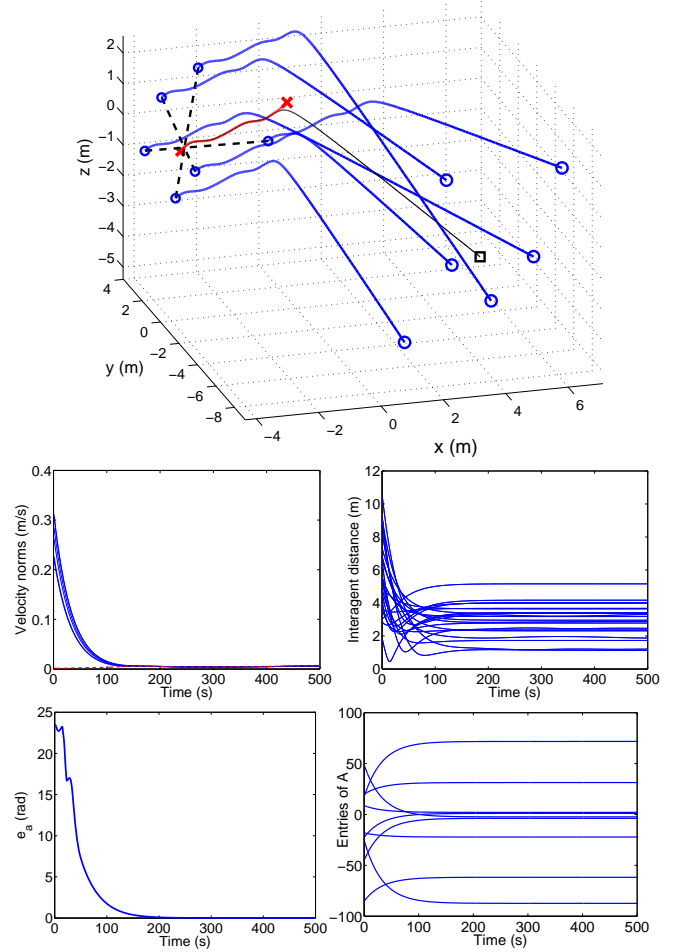 2
1
0
−1
−2
−3
−4
−5
z (m)
4
2
0
−2
−4
−6
−8
y (m)
−4
−2
0
2
4
6
x (m)
0.4
0.3
0.2
0.1
0
Velocity norms (m/s)
0 100 200 300 400 500
Time (s)
12
10
8
6
4
2
0
Interagent distance (m)
0 100 200 300 400 500
Time (s)
25
20
15
10
5
0
e_a (rad)
0 100 200 300 400 500
Time (s)
100
50
0
−50
−100
Entries of A
0 100 200 300 400 500
Time (s)